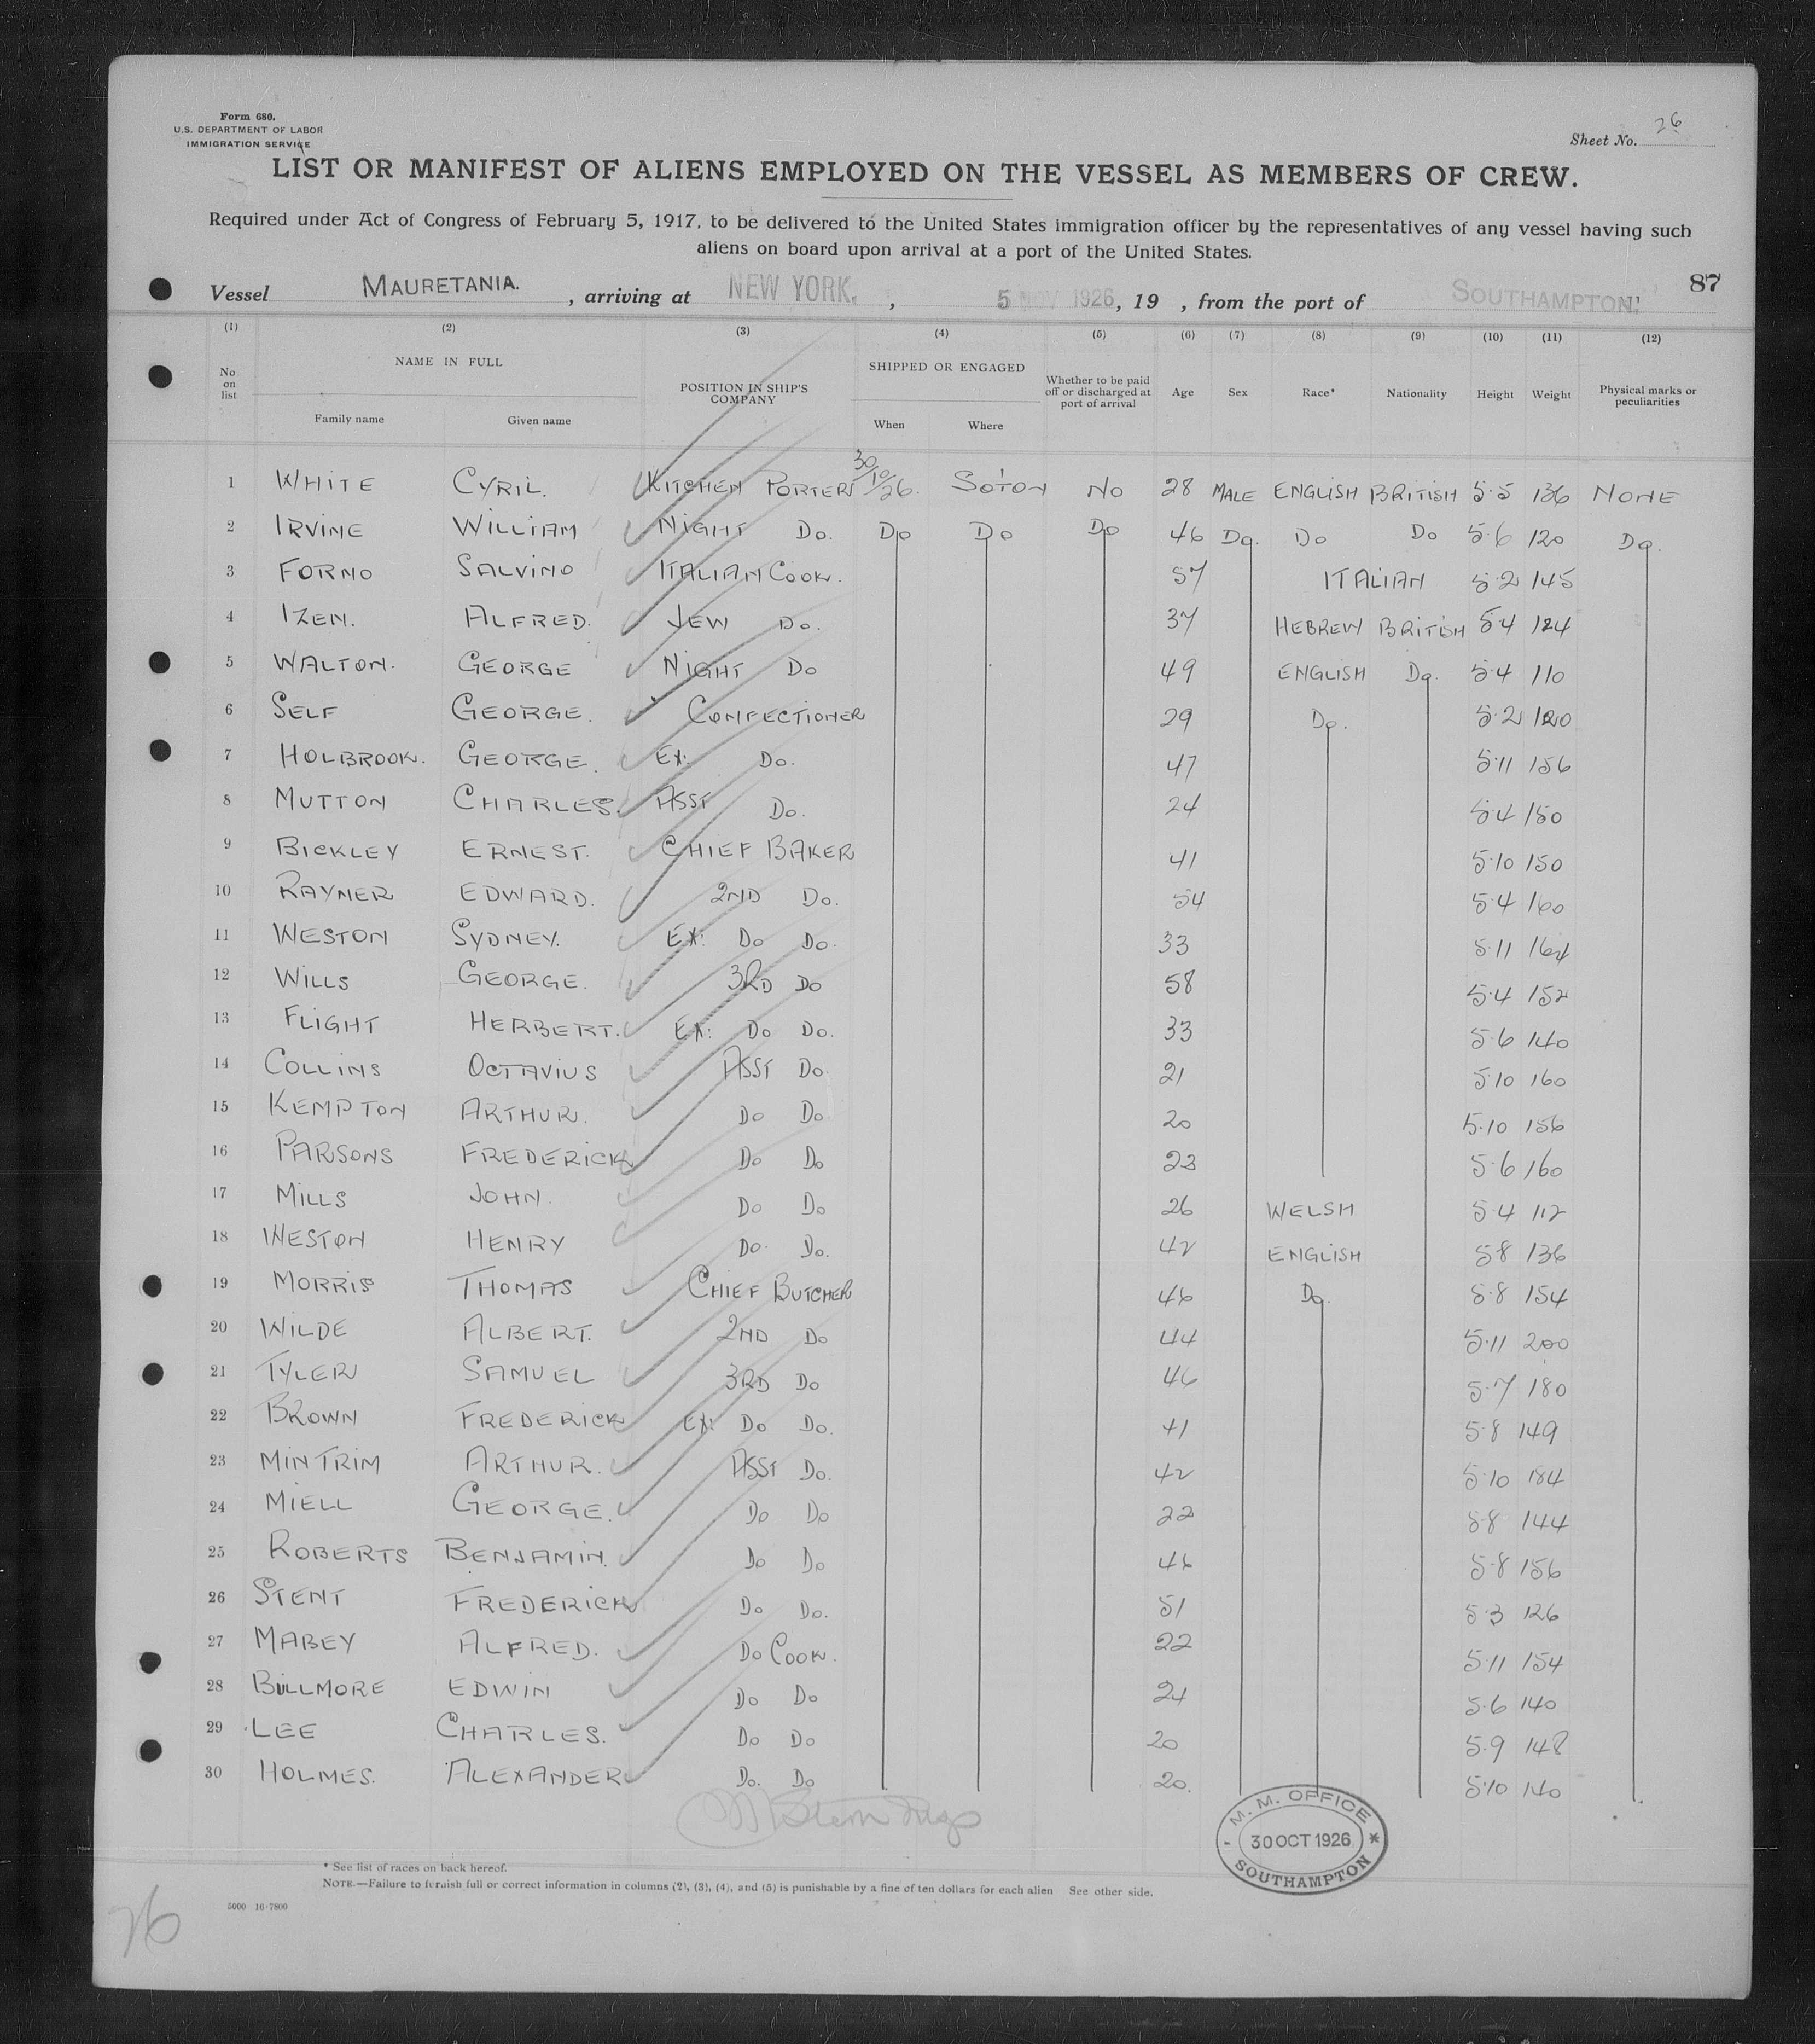 Form 680.
U.S. DEPARTMENT OF LABOR
IMMIGRATION SERVICE
Sheet No. 26
LIST OR MANIFEST OF ALIENS EMPLOYED ON THE VESSEL AS MEMBERS OF CREW.
Required under Act of Congress of February 5, 1917, to be delivered to the United States immigration officer by the representatives of any vessel having such
aliens on board upon arrival at a port of the United States.
87
Vessel MAURETANIA. , arriving at NEW YORK. , 5 NOV 1926, 19 , from the port of SOUTHAMPTON.
(1) (2) (3) (4) (5) (6) (7) (8) (9) (10) (11) (12)
No. on list NAME IN FULL Family name Given name POSITION IN SHIP'S COMPANY SHIPPED OR ENGAGED When Where Whether to be paid off or discharged at port of arrival Age Sex Race* Nationality Height Weight Physical marks or peculiarities
1 WHITE CYRIL. KITCHEN PORTER 30/10/26. SOTON NO 28 MALE ENGLISH BRITISH 5·5 136 NONE
2 IRVINE WILLIAM NIGHT DO. DO DO DO 46 DO. DO DO 5·6 120 DO.
3 FORNO SALVINO ITALIAN COOK. 57 ITALIAN 5·2 145
4 IZEN. ALFRED. JEW DO. 37 HEBREW BRITISH 5·4 124
5 WALTON. GEORGE NIGHT DO 49 ENGLISH DO. 5·4 110
6 SELF GEORGE. CONFECTIONER 29 DO. 5·2 120
7 HOLBROOK. GEORGE. EX: DO. 47 5·11 156
8 MUTTON CHARLES. ASST DO. 24 5·4 150
9 BICKLEY ERNEST. CHIEF BAKER 41 5·10 150
10 RAYNER EDWARD. 2ND DO. 54 5·4 160
11 WESTON SYDNEY. EX: DO DO. 33 5·11 164
12 WILLS GEORGE. 3RD DO 58 5·4 152
13 FLIGHT HERBERT. EX: DO DO. 33 5·6 140
14 COLLINS OCTAVIUS ASST DO 21 5·10 160
15 KEMPTON ARTHUR. DO DO 20 5·10 156
16 PARSONS FREDERICK DO DO 23 5·6 160
17 MILLS JOHN. DO DO 26 WELSH 5·4 112
18 WESTON HENRY DO. DO. 42 ENGLISH 5·8 136
19 MORRIS THOMAS CHIEF BUTCHER 46 DO. 5·8 154
20 WILDE ALBERT. 2ND DO 44 5·11 200
21 TYLER SAMUEL 3RD DO 46 5·7 180
22 BROWN FREDERICK EX: DO DO. 41 5·8 149
23 MINTRIM ARTHUR. ASST DO. 42 5·10 184
24 MIELL GEORGE. DO DO 22 5·8 144
25 ROBERTS BENJAMIN. DO DO 46 5·8 156
26 STENT FREDERICK DO DO. 51 5·3 126
27 MABEY ALFRED. DO COOK. 22 5·11 154
28 BULLMORE EDWIN DO DO 21 5·6 140
29 LEE CHARLES. DO DO 20 5·9 148
30 HOLMES. ALEXANDER DO. DO 20. 5·10 140
M. M. OFFICE
30 OCT 1926
SOUTHAMPTON
* See list of races on back hereof.
NOTE.—Failure to furnish full or correct information in columns (2), (3), (4), and (5) is punishable by a fine of ten dollars for each alien See other side.
5000 16-7800
26